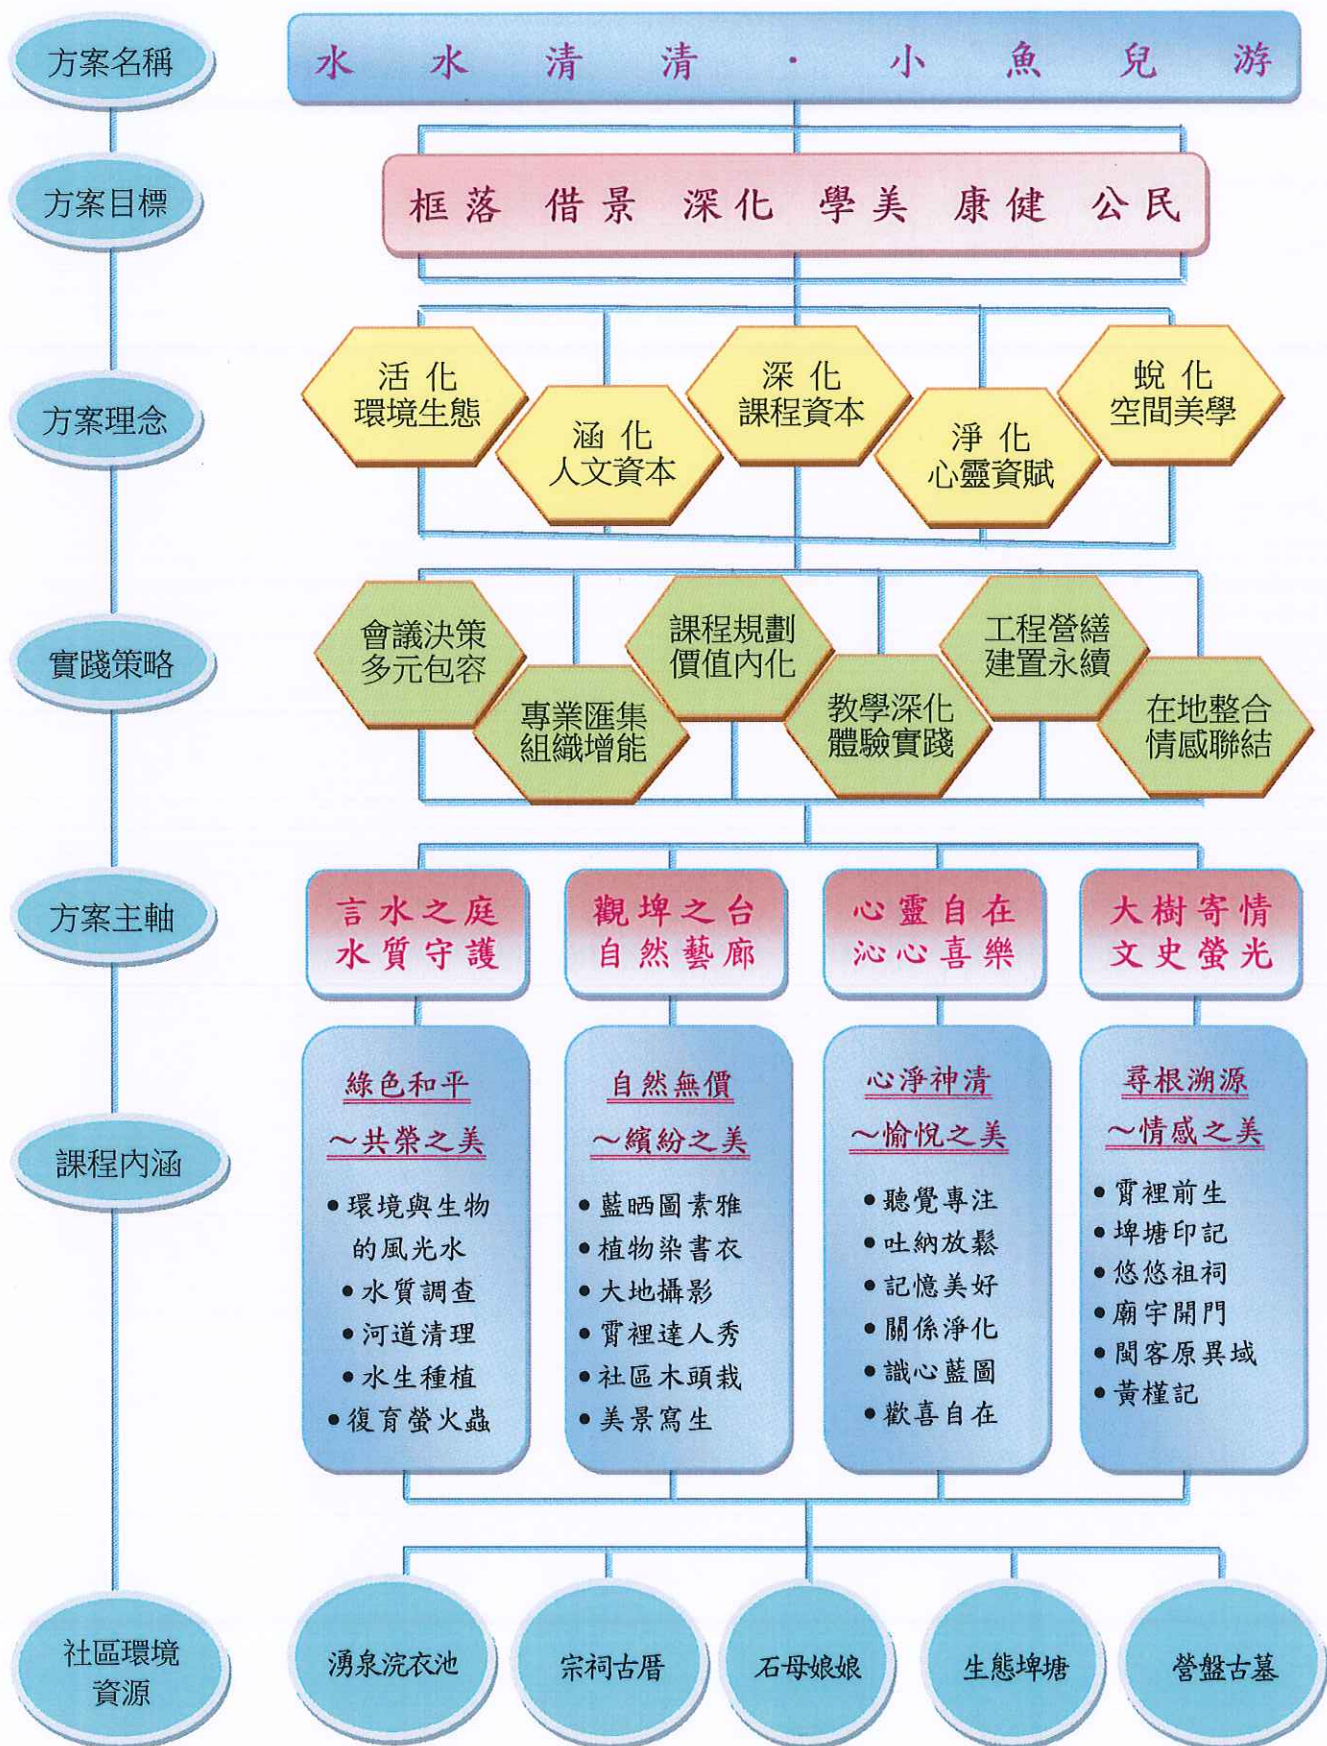 方案名稱
水水清清·小魚兒游
方案目標
框落 借景 深化 學美 康健 公民
方案理念
活化
環境生態
涵化
人文資本
深化
課程資本
淨化
心靈資賦
蛻化
空間美學
實踐策略
會議決策
多元包容
專業匯集
組織增能
課程規劃
價值內化
教學深化
體驗實踐
工程營繕
建置永續
在地整合
情感聯結
方案主軸
言水之庭
水質守護
觀埤之台
自然藝廊
心靈自在
沁心喜樂
大樹寄情
文史螢光
課程內涵
綠色和平
～共榮之美
•環境與生物
的風光水
•水質調查
•河道清理
•水生種植
•復育螢火蟲
自然無價
～繽紛之美
•藍晒圖素雅
•植物染書衣
•大地攝影
•霄裡達人秀
•社區木頭栽
•美景寫生
心淨神清
～愉悅之美
•聽覺專注
•吐納放鬆
•記憶美好
•關係淨化
•識心藍圖
•歡喜自在
尋根溯源
～情感之美
•霄裡前生
•埤塘印記
•悠悠祖祠
•廟宇開門
•閩客原異域
•黃槿記
社區環境
資源
湧泉浣衣池
宗祠古厝
石母娘娘
生態埤塘
營盤古墓